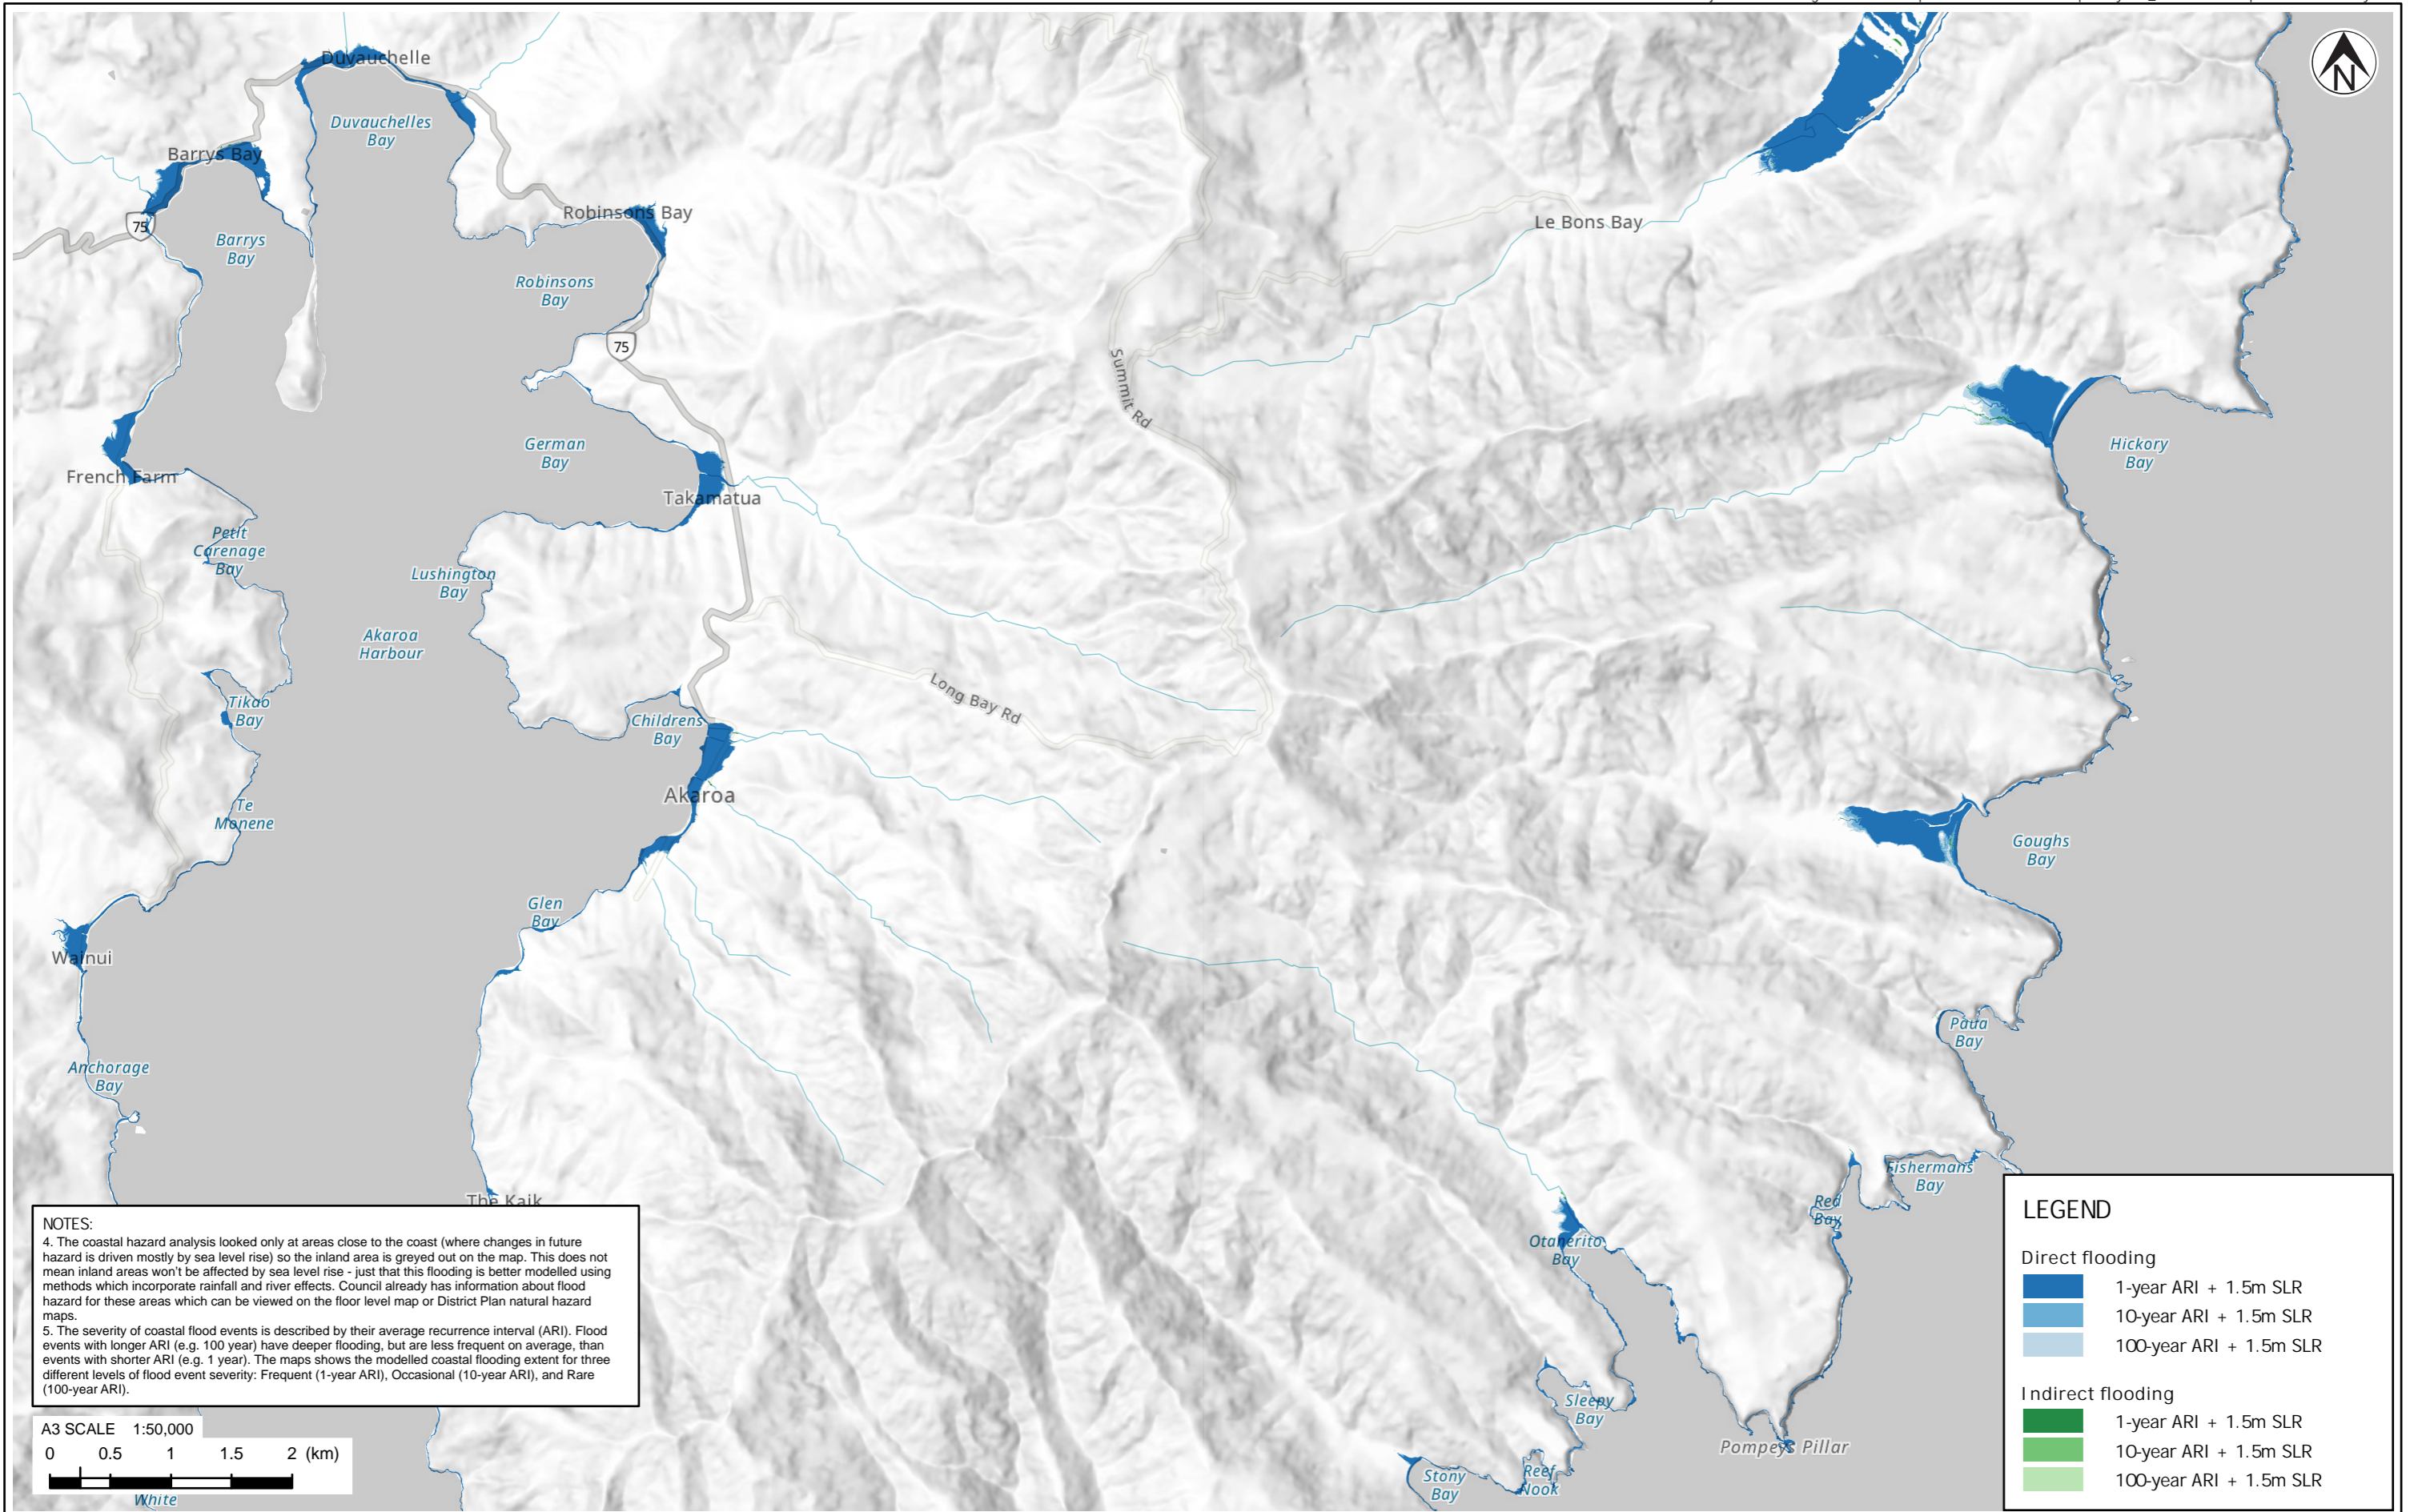 Duvauchelle
Duvauchelles
Bay
Barrys Bay
75
Barrys
Bay
Robinsons Bay
Robinsons
Bay
75
Le Bons Bay
N
Summit Rd
Hickory
Bay
German
Bay
French Farm
Takamatua
Petit
Carenage
Bay
Lushington
Bay
Akaroa
Harbour
Tikao
Bay
Childrens
Bay
Long Bay Rd
Akaroa
Te
Monene
Goughs
Bay
Glen
Bay
Wainui
Paua
Bay
Anchorage
Bay
Fishermans
Bay
The Kaik
Red
Bay
Otanerito
Bay
Sleepy
Bay
Pompeys Pillar
Stony
Bay
Reef
Nook
White
NOTES:
4. The coastal hazard analysis looked only at areas close to the coast (where changes in future
hazard is driven mostly by sea level rise) so the inland area is greyed out on the map. This does not
mean inland areas won't be affected by sea level rise - just that this flooding is better modelled using
methods which incorporate rainfall and river effects. Council already has information about flood
hazard for these areas which can be viewed on the floor level map or District Plan natural hazard
maps.
5. The severity of coastal flood events is described by their average recurrence interval (ARI). Flood
events with longer ARI (e.g. 100 year) have deeper flooding, but are less frequent on average, than
events with shorter ARI (e.g. 1 year). The maps shows the modelled coastal flooding extent for three
different levels of flood event severity: Frequent (1-year ARI), Occasional (10-year ARI), and Rare
(100-year ARI).
A3 SCALE 1:50,000
0 0.5 1 1.5 2 (km)
LEGEND
Direct flooding
1-year ARI + 1.5m SLR
10-year ARI + 1.5m SLR
100-year ARI + 1.5m SLR
Indirect flooding
1-year ARI + 1.5m SLR
10-year ARI + 1.5m SLR
100-year ARI + 1.5m SLR